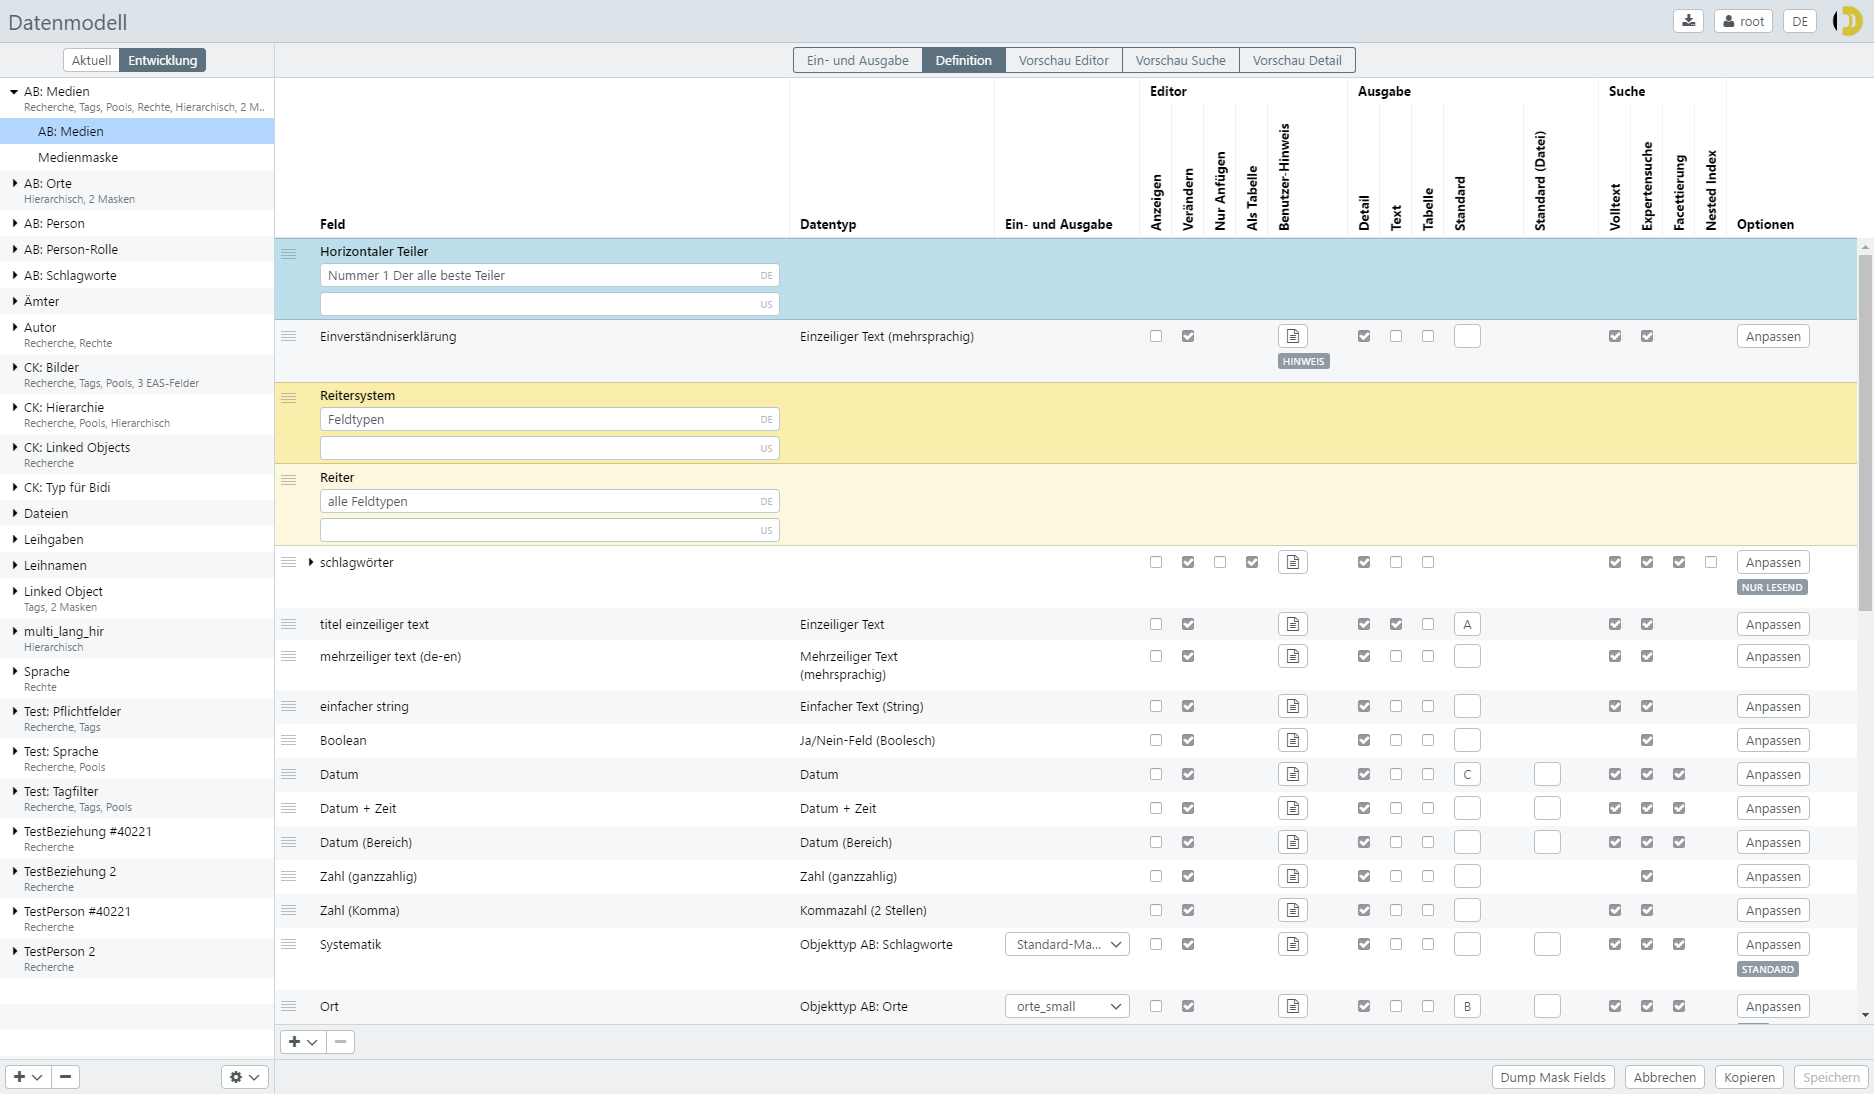 Datenmodell
root
DE
Aktuell
Entwicklung
Ein- und Ausgabe
Definition
Vorschau Editor
Vorschau Suche
Vorschau Detail
AB: Medien
Recherche, Tags, Pools, Rechte, Hierarchisch, 2 M..
AB: Medien
Medienmaske
AB: Orte
Hierarchisch, 2 Masken
AB: Person
AB: Person-Rolle
AB: Schlagworte
Ämter
Autor
Recherche, Rechte
CK: Bilder
Recherche, Tags, Pools, 3 EAS-Felder
CK: Hierarchie
Recherche, Pools, Hierarchisch
CK: Linked Objects
Recherche
CK: Typ für Bidi
Dateien
Leihgaben
Leihnamen
Linked Object
Tags, 2 Masken
multi_lang_hir
Hierarchisch
Sprache
Rechte
Test: Pflichtfelder
Recherche, Tags
Test: Sprache
Recherche, Pools
Test: Tagfilter
Recherche, Tags, Pools
TestBeziehung #40221
Recherche
TestBeziehung 2
Recherche
TestPerson #40221
Recherche
TestPerson 2
Recherche
Editor
Ausgabe
Suche
Feld
Datentyp
Ein- und Ausgabe
Anzeigen
Verändern
Nur Anfügen
Als Tabelle
Benutzer-Hinweis
Detail
Text
Tabelle
Standard
Standard (Datei)
Volltext
Expertensuche
Facettierung
Nested Index
Optionen
Horizontaler Teiler
Nummer 1 Der alle beste Teiler DE
US
Einverständniserklärung Einzeiliger Text (mehrsprachig) Anpassen
HINWEIS
Reitersystem
Feldtypen DE
US
Reiter
alle Feldtypen DE
US
schlagwörter Anpassen
NUR LESEND
titel einzeiliger text Einzeiliger Text A Anpassen
mehrzeiliger text (de-en) Mehrzeiliger Text Anpassen
(mehrsprachig)
einfacher string Einfacher Text (String) Anpassen
Boolean Ja/Nein-Feld (Boolesch) Anpassen
Datum Datum C Anpassen
Datum + Zeit Datum + Zeit Anpassen
Datum (Bereich) Datum (Bereich) Anpassen
Zahl (ganzzahlig) Zahl (ganzzahlig) Anpassen
Zahl (Komma) Kommazahl (2 Stellen) Anpassen
Systematik Objekttyp AB: Schlagworte Standard-Ma... Anpassen
STANDARD
Ort Objekttyp AB: Orte orte_small B Anpassen
Dump Mask Fields
Abbrechen
Kopieren
Speichern